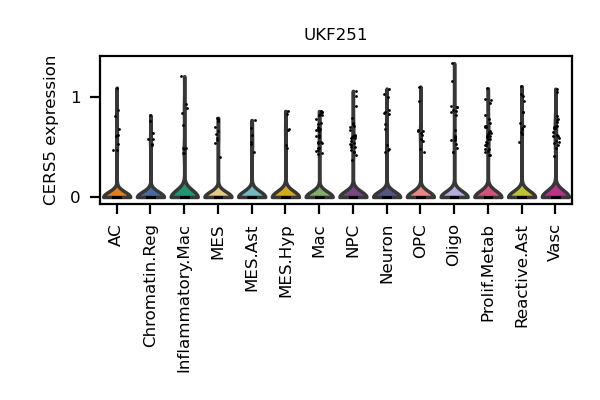 UKF251
CERS5 expression
1
0
AC
Chromatin.Reg
Inflammatory.Mac
MES
MES.Ast
MES.Hyp
Mac
NPC
Neuron
OPC
Oligo
Prolif.Metab
Reactive.Ast
Vasc